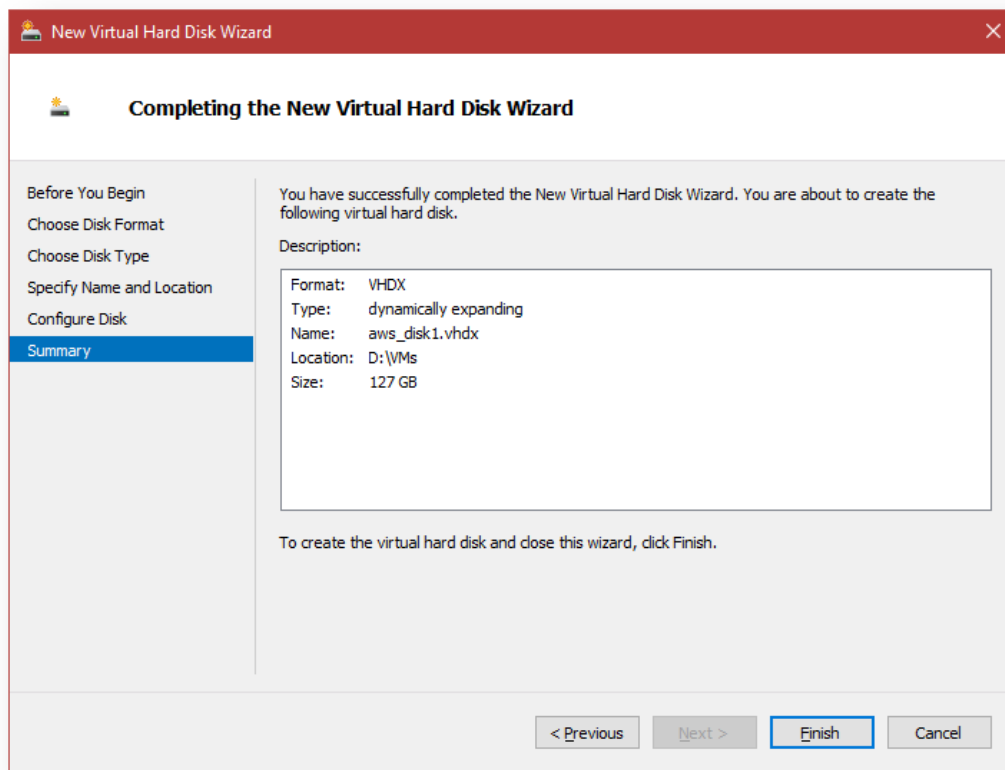 New Virtual Hard Disk Wizard
Completing the New Virtual Hard Disk Wizard
Before You Begin
Choose Disk Format
Choose Disk Type
Specify Name and Location
Configure Disk
Summary
You have successfully completed the New Virtual Hard Disk Wizard. You are about to create the
following virtual hard disk.
Description:
Format: VHDX
Type: dynamically expanding
Name: aws_disk1.vhdx
Location: D:\VMs
Size: 127 GB
To create the virtual hard disk and close this wizard, click Finish.
< Previous Next > Finish Cancel